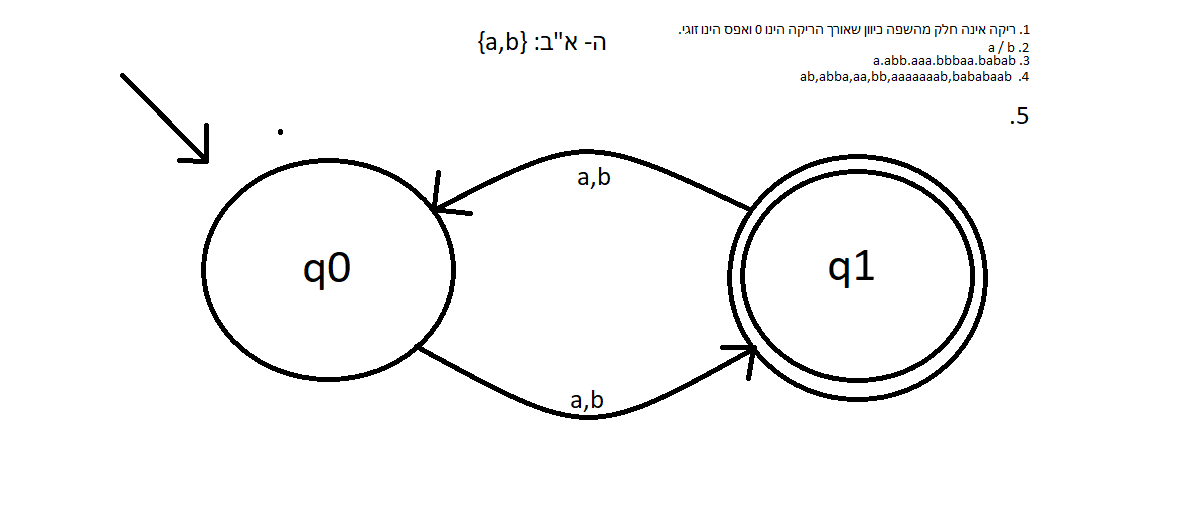 1. ריקה אינה חלק מהשפה כיוון שאורך הריקה הינו 0 ואפס הינו זוגי.
2. a / b
3. a.abb.aaa.bbbaa.babab
4. ab,abba,aa,bb,aaaaaaab,bababaab
5.
ה- א"ב: {a,b}
a,b
q0
q1
a,b